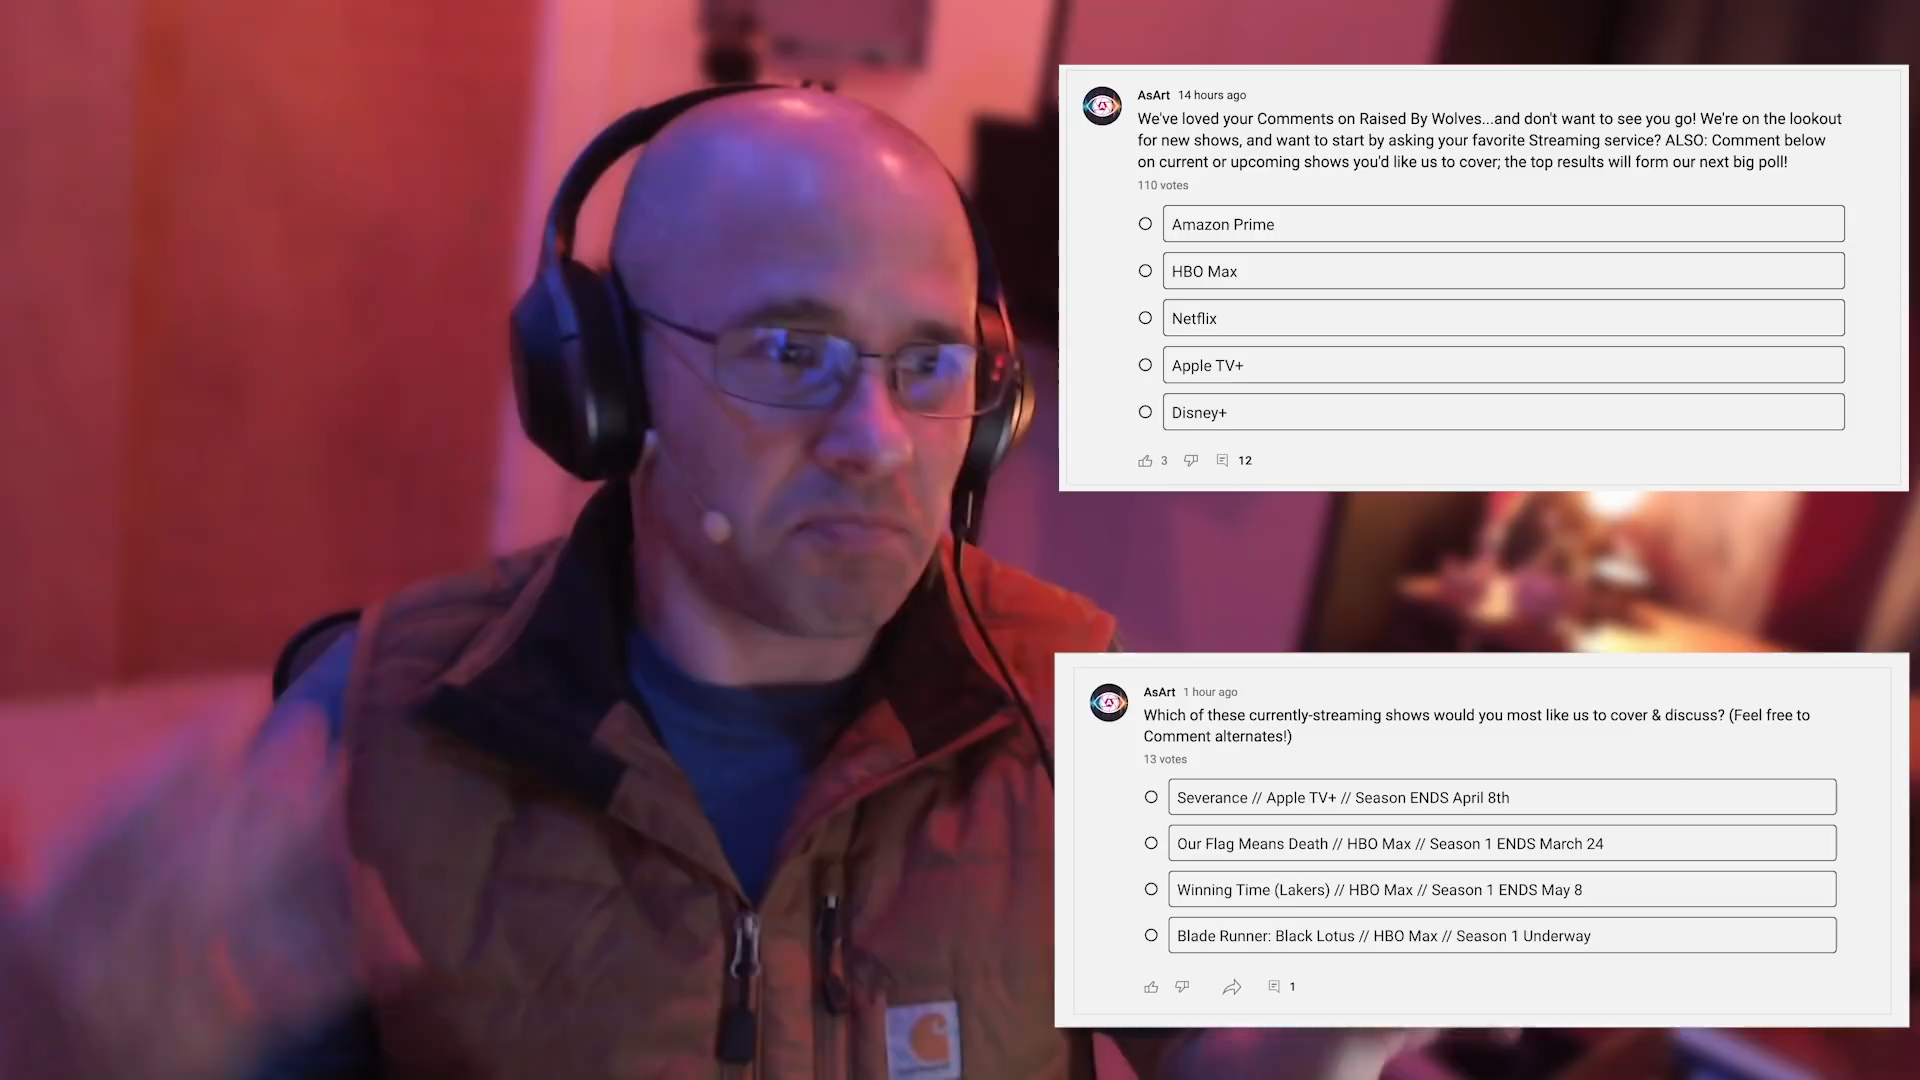 AsArt 14 hours ago
We've loved your Comments on Raised By Wolves...and don't want to see you go! We're on the lookout
for new shows, and want to start by asking your favorite Streaming service? ALSO: Comment below
on current or upcoming shows you'd like us to cover; the top results will form our next big poll!
110 votes
Amazon Prime
HBO Max
Netflix
Apple TV+
Disney+
3 12
AsArt 1 hour ago
Which of these currently-streaming shows would you most like us to cover & discuss? (Feel free to
Comment alternates!)
13 votes
Severance // Apple TV+ // Season ENDS April 8th
Our Flag Means Death // HBO Max // Season 1 ENDS March 24
Winning Time (Lakers) // HBO Max // Season 1 ENDS May 8
Blade Runner: Black Lotus // HBO Max // Season 1 Underway
1